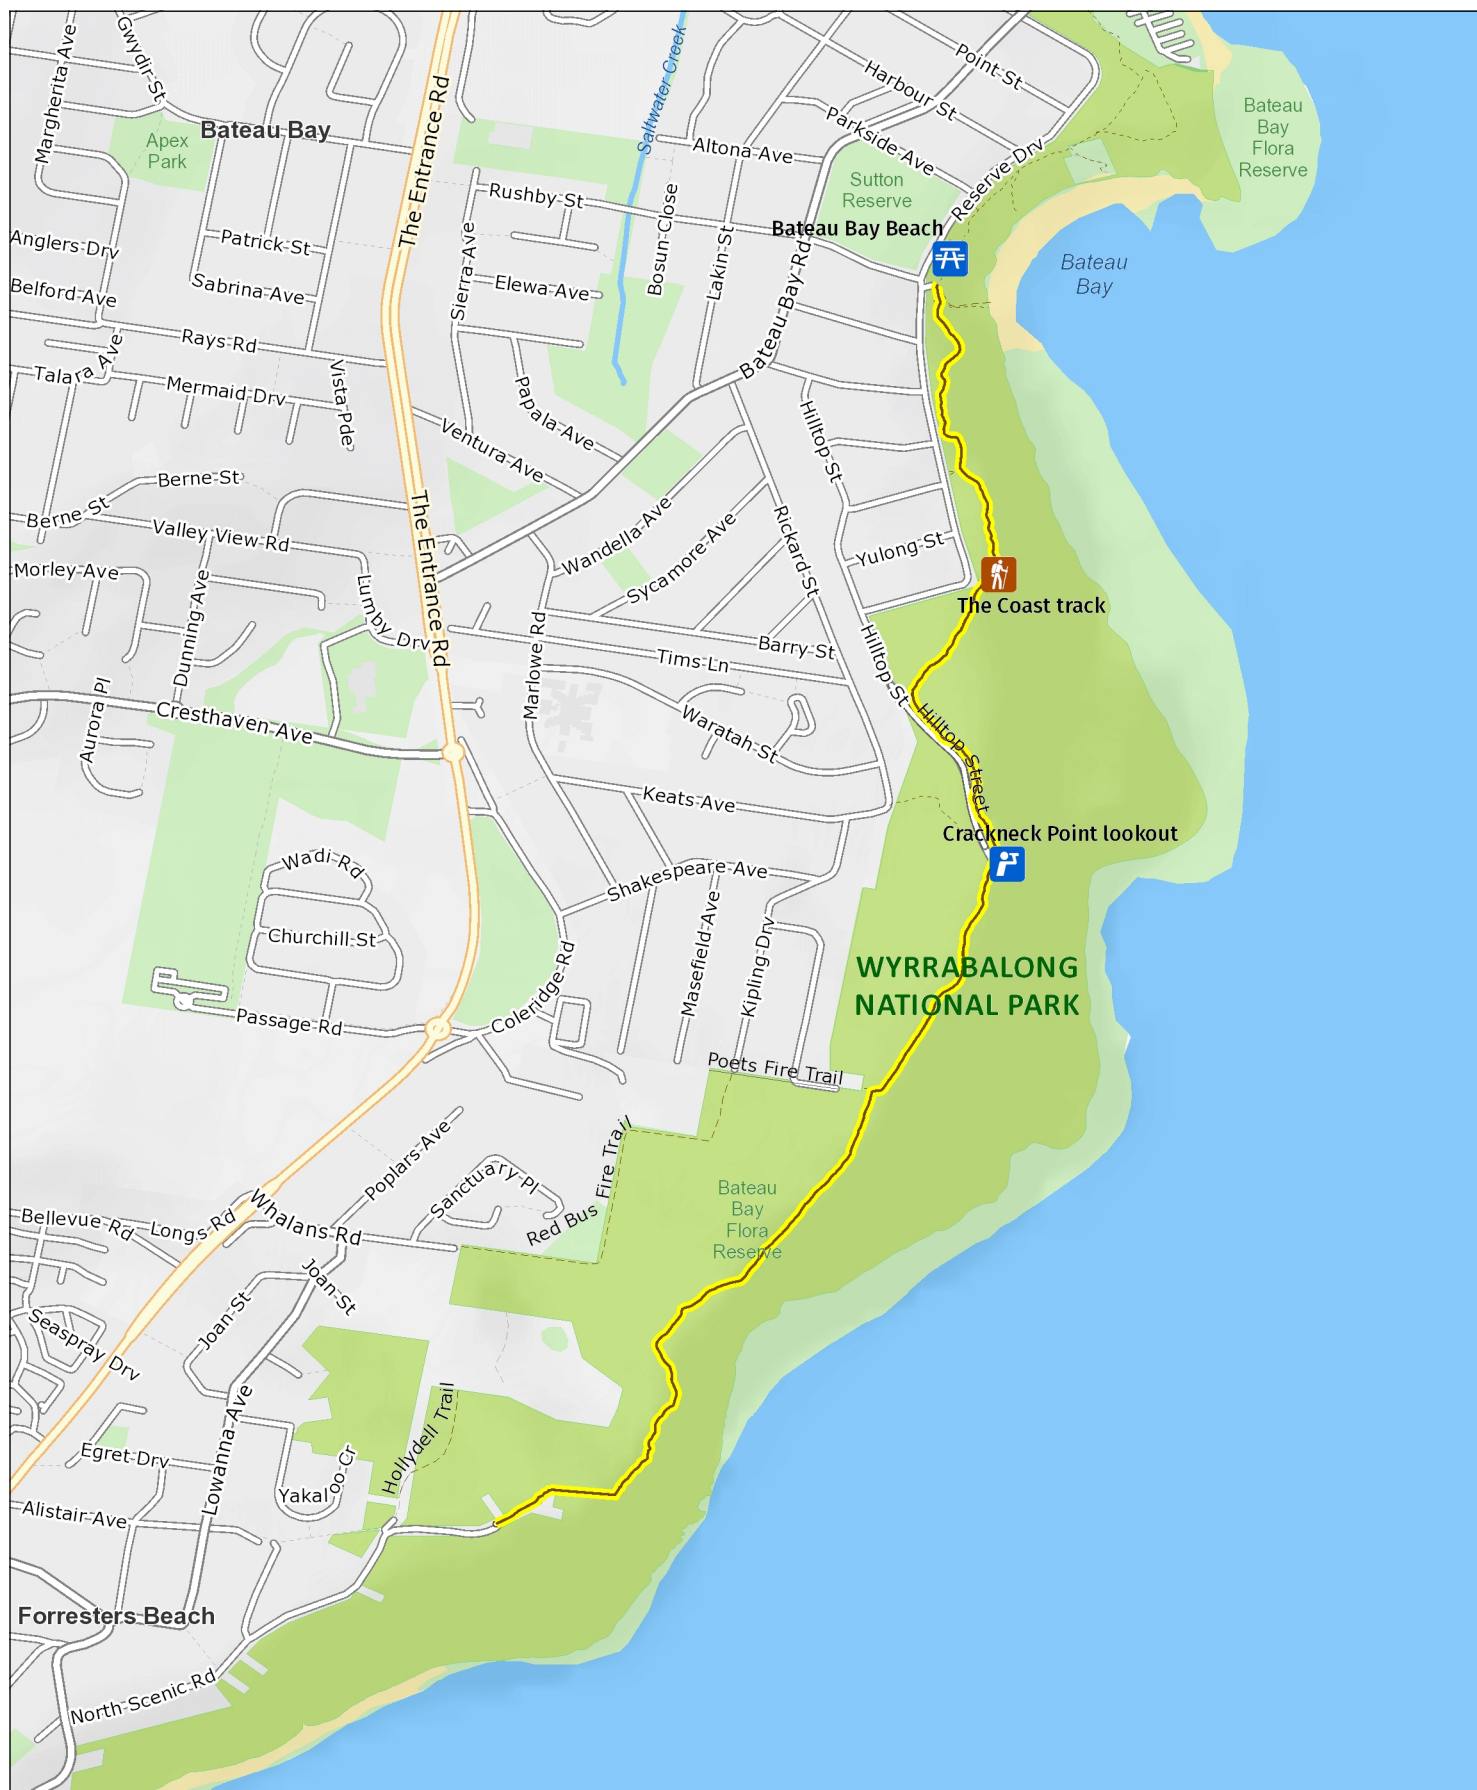 Gwydir-St
Margherita Ave
Bateau Bay
Apex
Park
The Entrance Rd
Saltwater Creek
Point-St
Harbour St
Parkside-Ave
Altona Ave
Reserve-Drv
Bateau
Bay
Flora
Reserve
Sutton
Reserve
Rushby St
Bosun-Close
Lakin-St
Bateau Bay Beach
Bateau
Bay
Anglers Drv
Patrick St
Sierra-Ave
Elewa Ave
Bateau-Bay-Rd
Belford-Ave
Sabrina-Ave
Rays Rd
Talara Ave
Mermaid-Drv
Vista-Pde
Papala-Ave
Ventura-Ave
Hilltop-St
Berne-St
Berne St
Valley View Rd
The Entrance Rd
Wandella-Ave
Sycamore-Ave
Rickard-St
Yulong-St
Morley-Ave
Dunning-Ave
Lumby Drv
The Coast track
Marlowe Rd
Barry-St
Tims-Ln
Hilltop-St
Aurora-Pl
Cresthaven Ave
Waratah-St
Hilltop Street
Keats-Ave
Crackneck Point lookout
Wadi-Rd
Shakespeare-Ave
Churchill-St
Masefield-Ave
Kipling-Drv
Coleridge-Rd
WYRRABALONG
NATIONAL PARK
Passage-Rd
Poets Fire Trail
Poplars-Ave
Sanctuary-Pl
Red Bus Fire Trail
Bateau
Bay
Flora
Reserve
Bellevue-Rd
Longs-Rd
Whalans-Rd
Joan-St
Joan-St
Seaspray-Drv
Lowanna-Ave
Hollydell Trail
Egret-Drv
Yakaloo-Cr
Alistair-Ave
Forresters Beach
North-Scenic-Rd